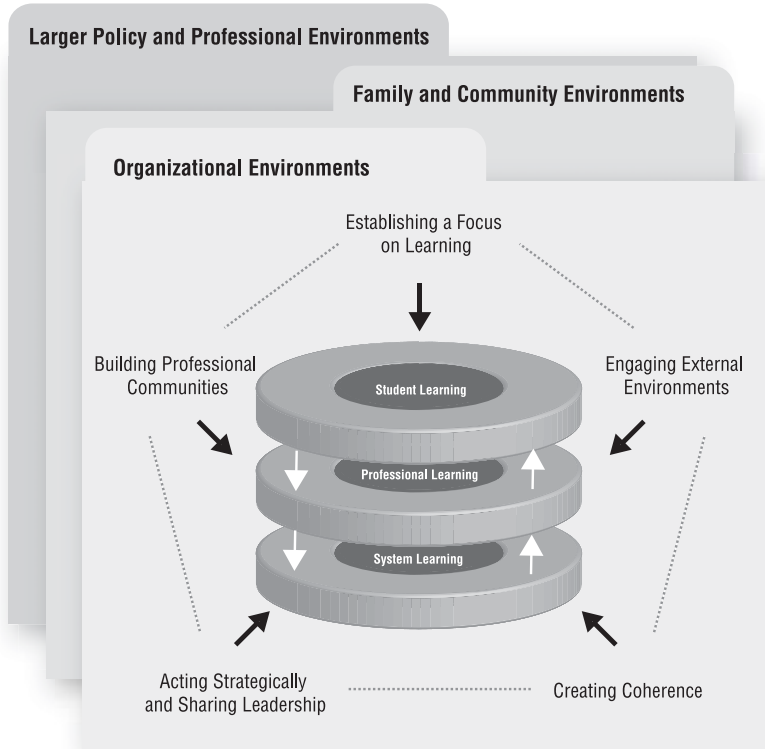 Larger Policy and Professional Environments
Family and Community Environments
Organizational Environments
Establishing a Focus
on Learning
Building Professional
Communities
Engaging External
Environments
Student Learning
Professional Learning
System Learning
Acting Strategically
and Sharing Leadership
Creating Coherence